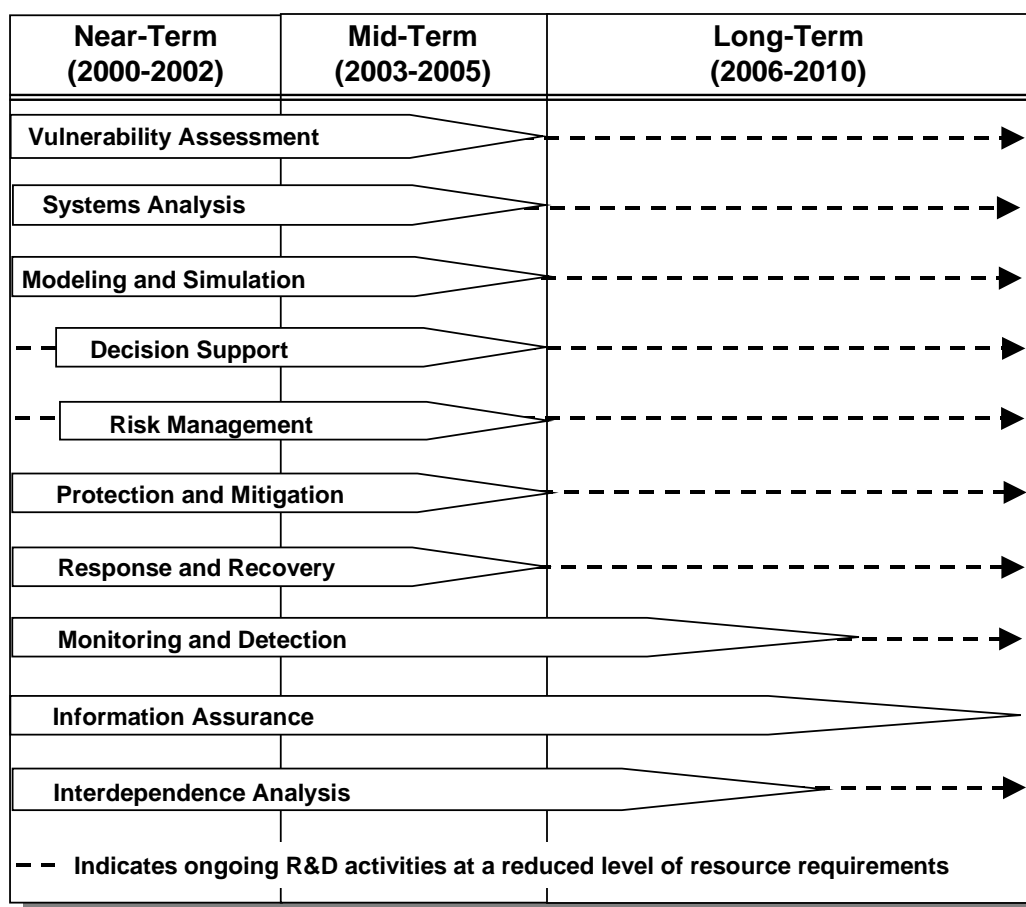 Near-Term
(2000-2002)
Mid-Term
(2003-2005)
Long-Term
(2006-2010)
Vulnerability Assessment
Systems Analysis
Modeling and Simulation
Decision Support
Risk Management
Protection and Mitigation
Response and Recovery
Monitoring and Detection
Information Assurance
Interdependence Analysis
Indicates ongoing R&D activities at a reduced level of resource requirements